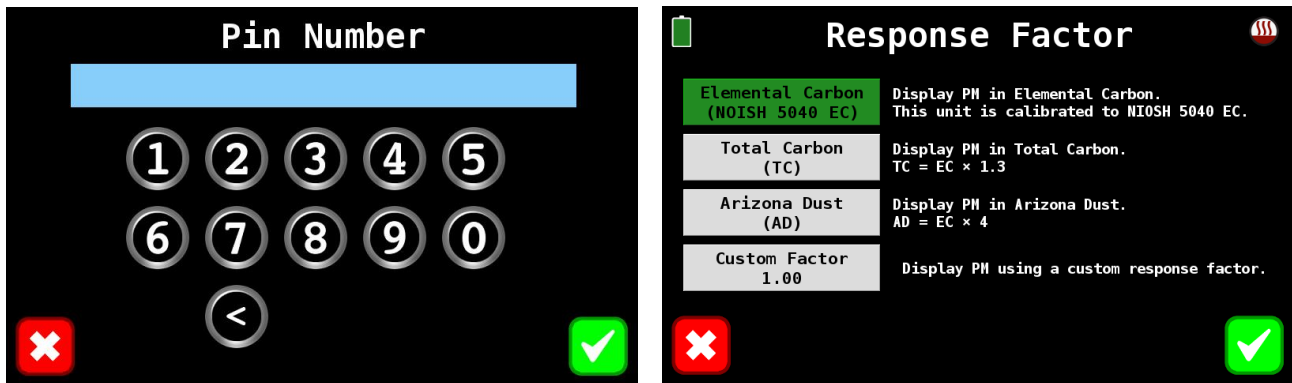 Pin Number
1 2 3 4 5
6 7 8 9 0
<
Response Factor
Elemental Carbon
(NOISH 5040 EC)
Display PM in Elemental Carbon.
This unit is calibrated to NIOSH 5040 EC.
Total Carbon
(TC)
Display PM in Total Carbon.
TC = EC × 1.3
Arizona Dust
(AD)
Display PM in Arizona Dust.
AD = EC × 4
Custom Factor
1.00
Display PM using a custom response factor.